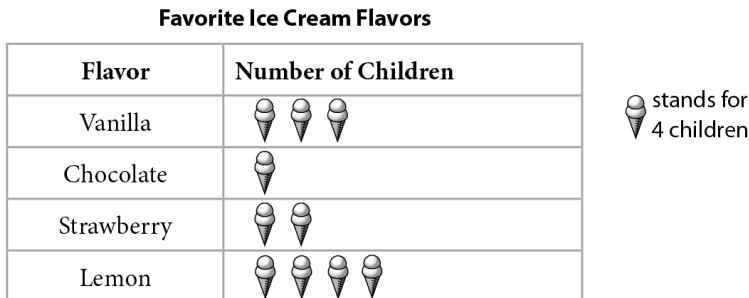 Favorite Ice Cream Flavors
Flavor Number of Children
Vanilla
Chocolate
Strawberry
Lemon
stands for
4 children